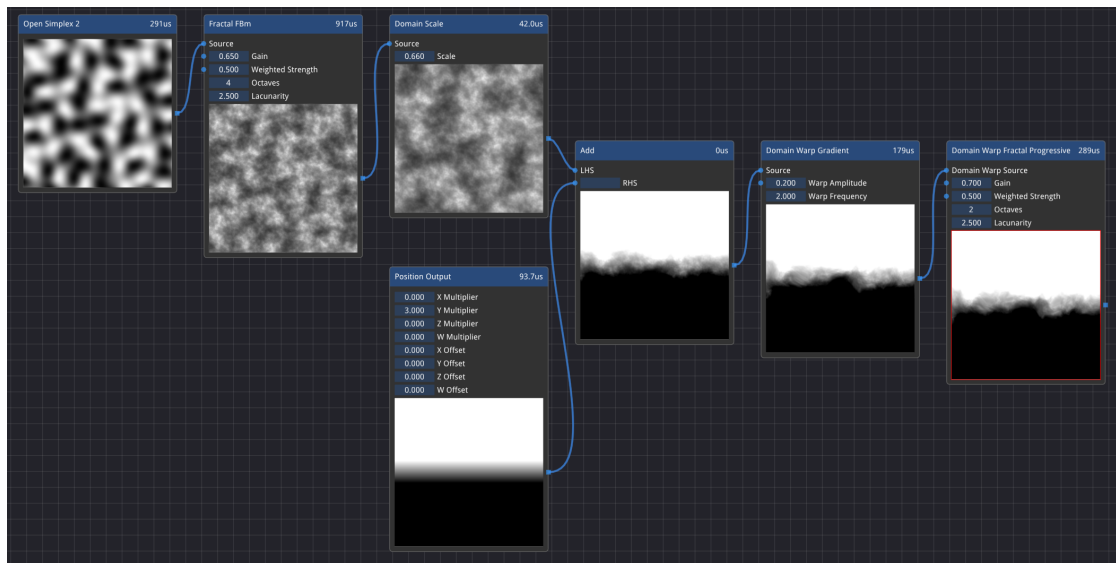 Open Simplex 2 291us
Fractal FBm 917us
Source
0.650 Gain
0.500 Weighted Strength
4 Octaves
2.500 Lacunarity
Domain Scale 42.0us
Source
0.660 Scale
Position Output 93.7us
0.000 X Multiplier
3.000 Y Multiplier
0.000 Z Multiplier
0.000 W Multiplier
0.000 X Offset
0.000 Y Offset
0.000 Z Offset
0.000 W Offset
Add 0us
LHS
RHS
Domain Warp Gradient 179us
Source
0.200 Warp Amplitude
2.000 Warp Frequency
Domain Warp Fractal Progressive 289us
Domain Warp Source
0.700 Gain
0.500 Weighted Strength
2 Octaves
2.500 Lacunarity